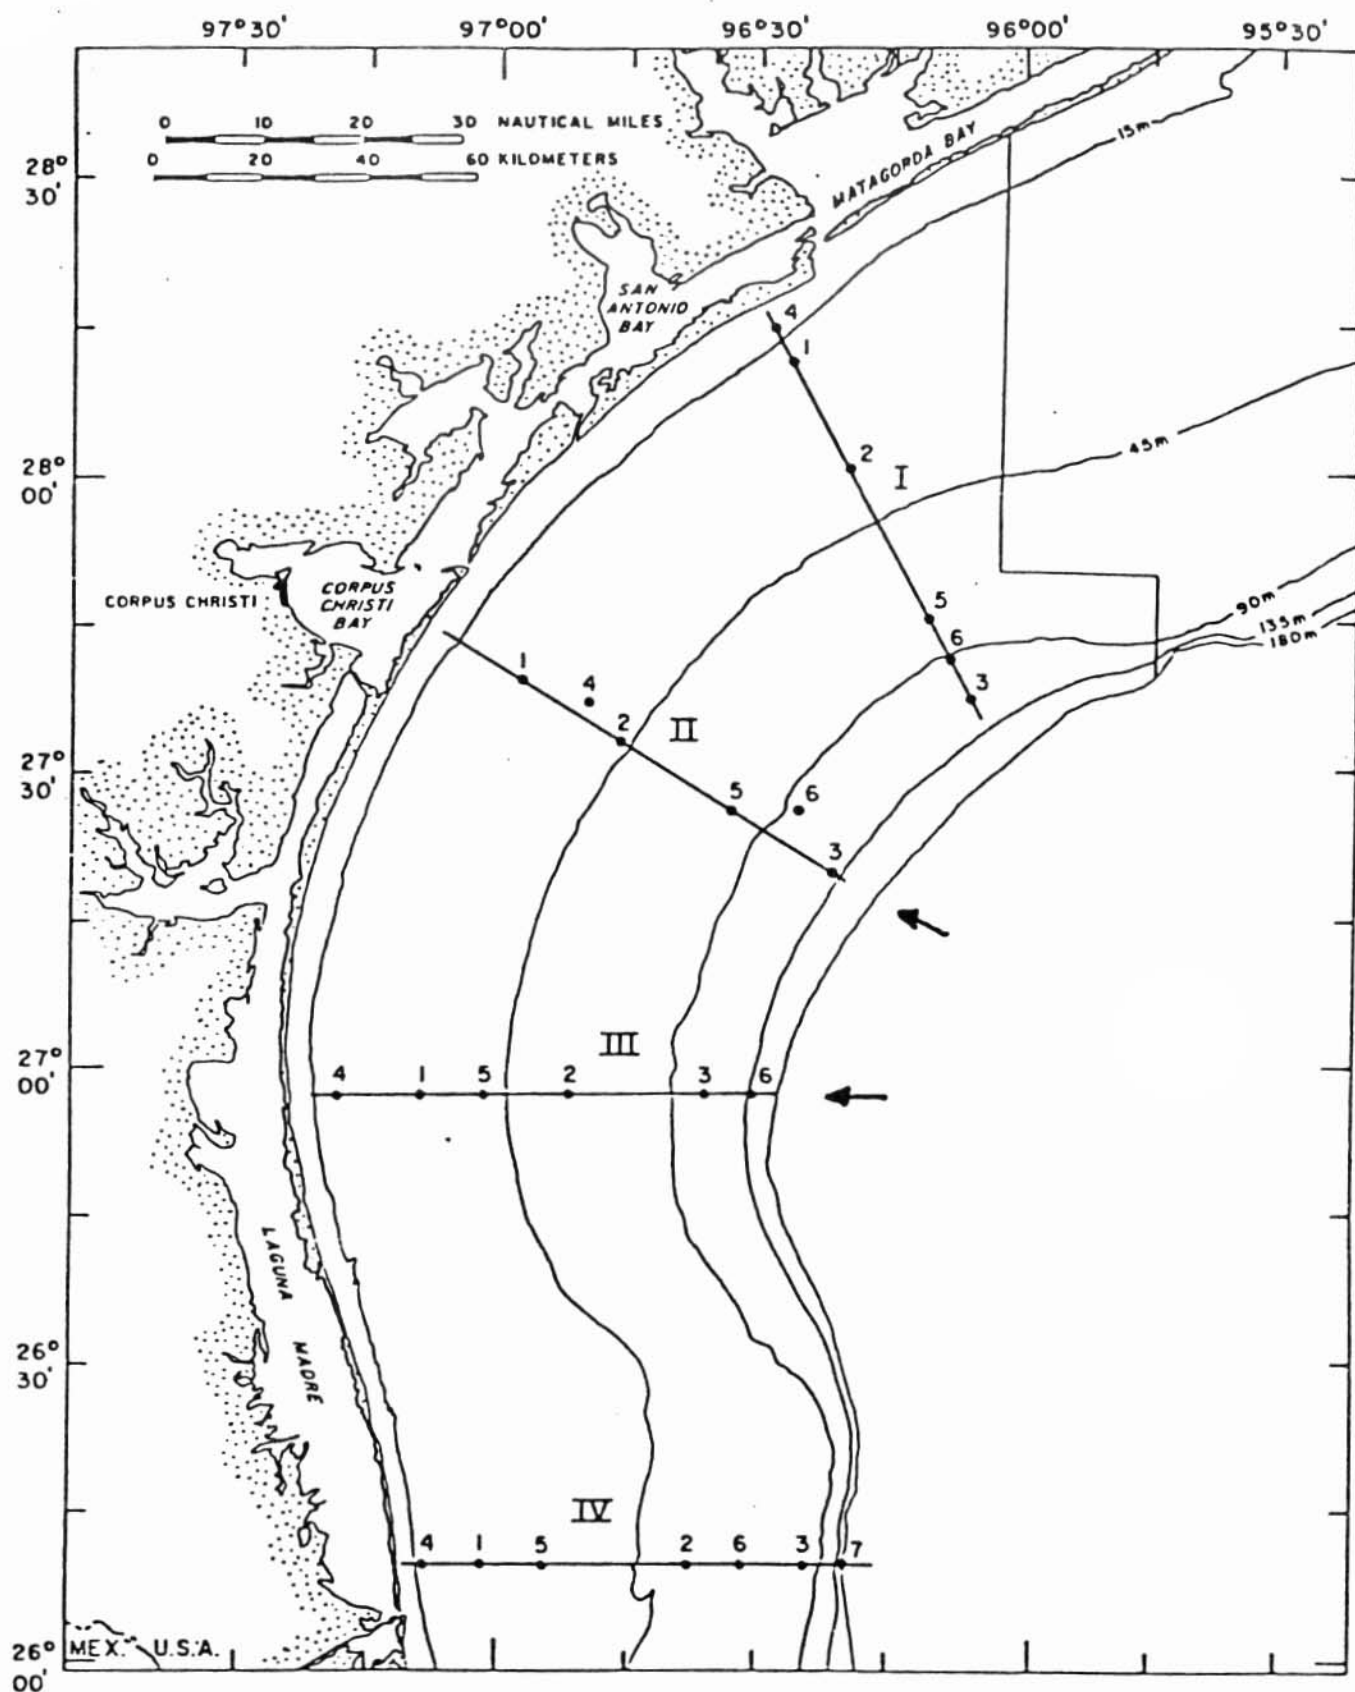 97°30' 97°00' 96°30' 96°00' 95°30'
0 10 20 30 NAUTICAL MILES
0 20 40 60 KILOMETERS
28°
30'
MATAGORDA BAY
15m
SAN
ANTONIO
BAY
4
1
45m
2
I
28°
00'
CORPUS CHRISTI
CORPUS
CHRISTI
BAY
90m
135m
180m
5
6
3
1
4
2
II
27°
30'
5
6
3
III
27°
00'
4 1 5 2 3 6
LAGUNA
MADRE
26°
30'
IV
4 1 5 2 6 3 7
26°
00'
MEX. U.S.A.